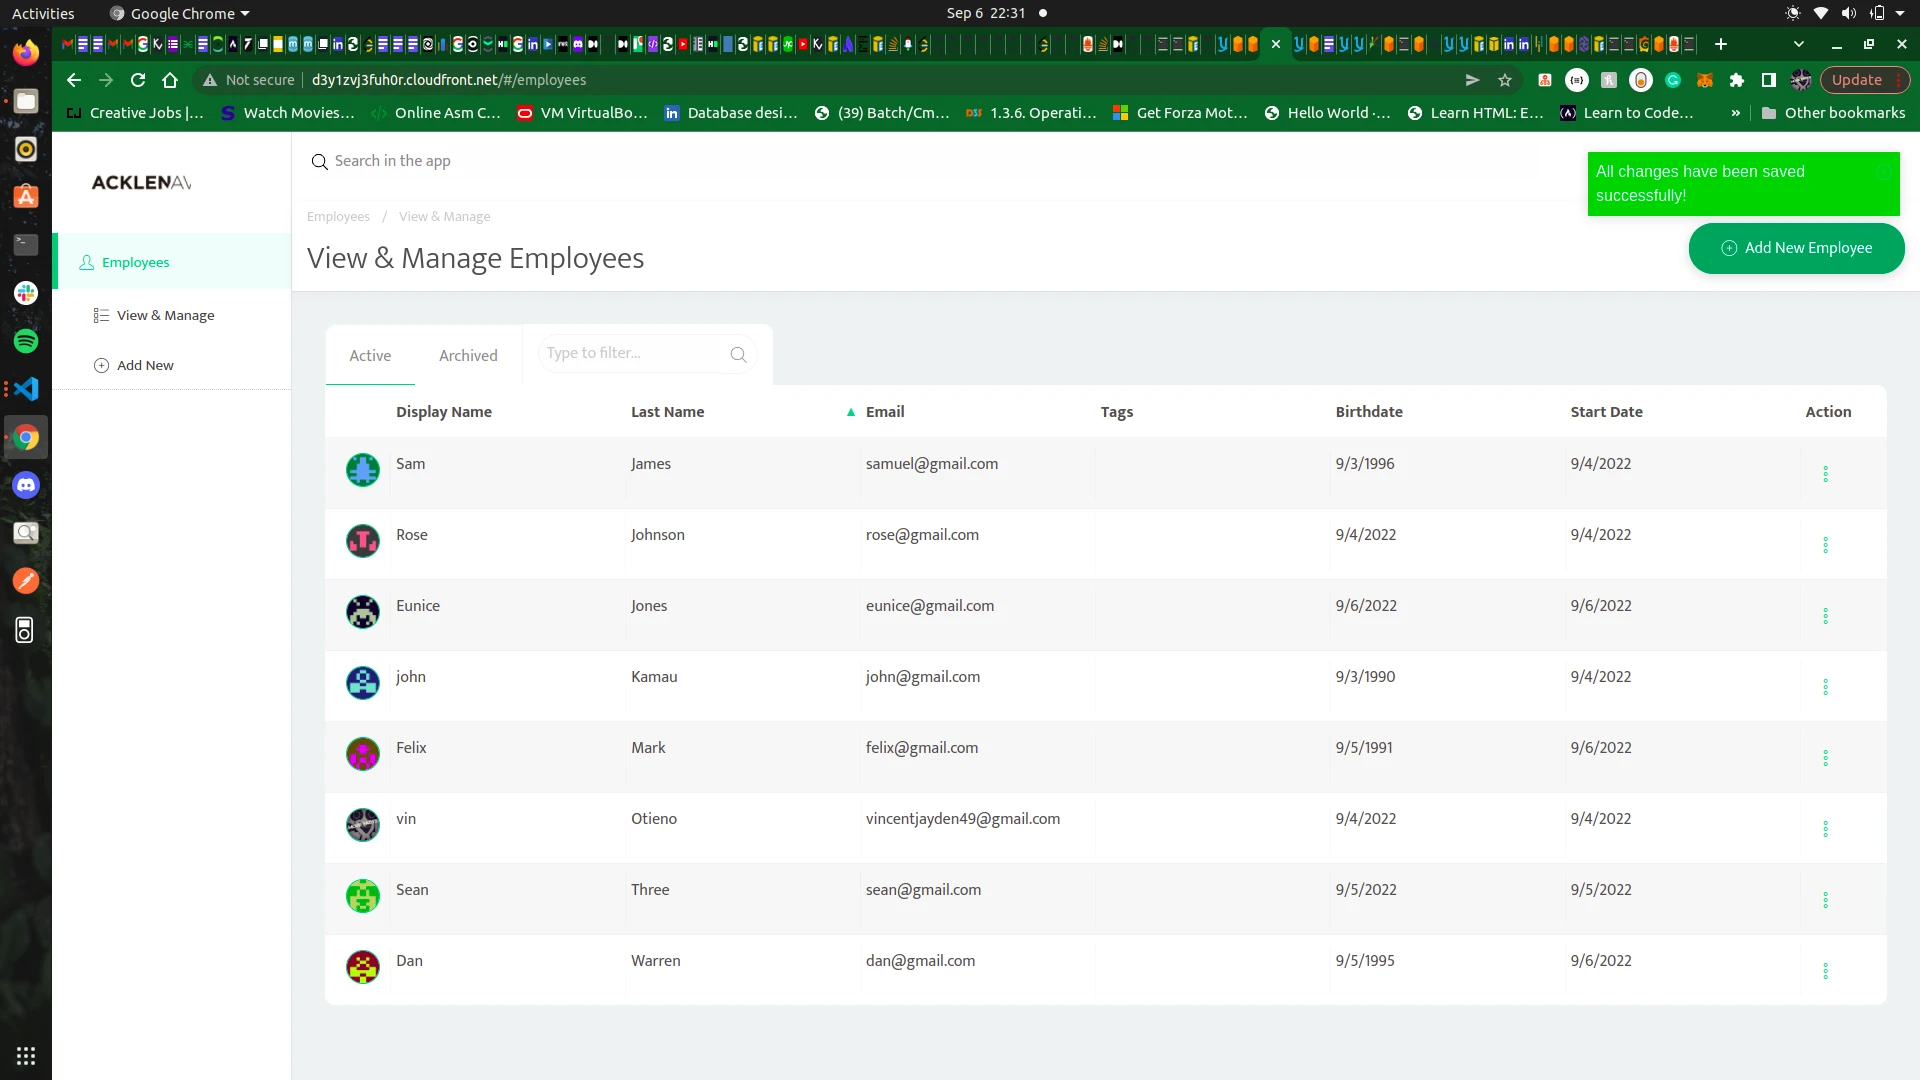 Activities Google Chrome Sep 6 22:31
Not secure d3y1zvj3fuh0r.cloudfront.net/#/employees Update
Creative Jobs |... Watch Movies... Online Asm C... VM VirtualBo... Database desi... (39) Batch/Cm... 1.3.6. Operati... Get Forza Mot... Hello World ·... Learn HTML: E... Learn to Code... » Other bookmarks
ACKLENAV
Search in the app
All changes have been saved
successfully!
Employees / View & Manage
View & Manage Employees
Add New Employee
Employees
View & Manage
Add New
Active Archived Type to filter...
Display Name Last Name Email Tags Birthdate Start Date Action
Sam James samuel@gmail.com 9/3/1996 9/4/2022
Rose Johnson rose@gmail.com 9/4/2022 9/4/2022
Eunice Jones eunice@gmail.com 9/6/2022 9/6/2022
john Kamau john@gmail.com 9/3/1990 9/4/2022
Felix Mark felix@gmail.com 9/5/1991 9/6/2022
vin Otieno vincentjayden49@gmail.com 9/4/2022 9/4/2022
Sean Three sean@gmail.com 9/5/2022 9/5/2022
Dan Warren dan@gmail.com 9/5/1995 9/6/2022